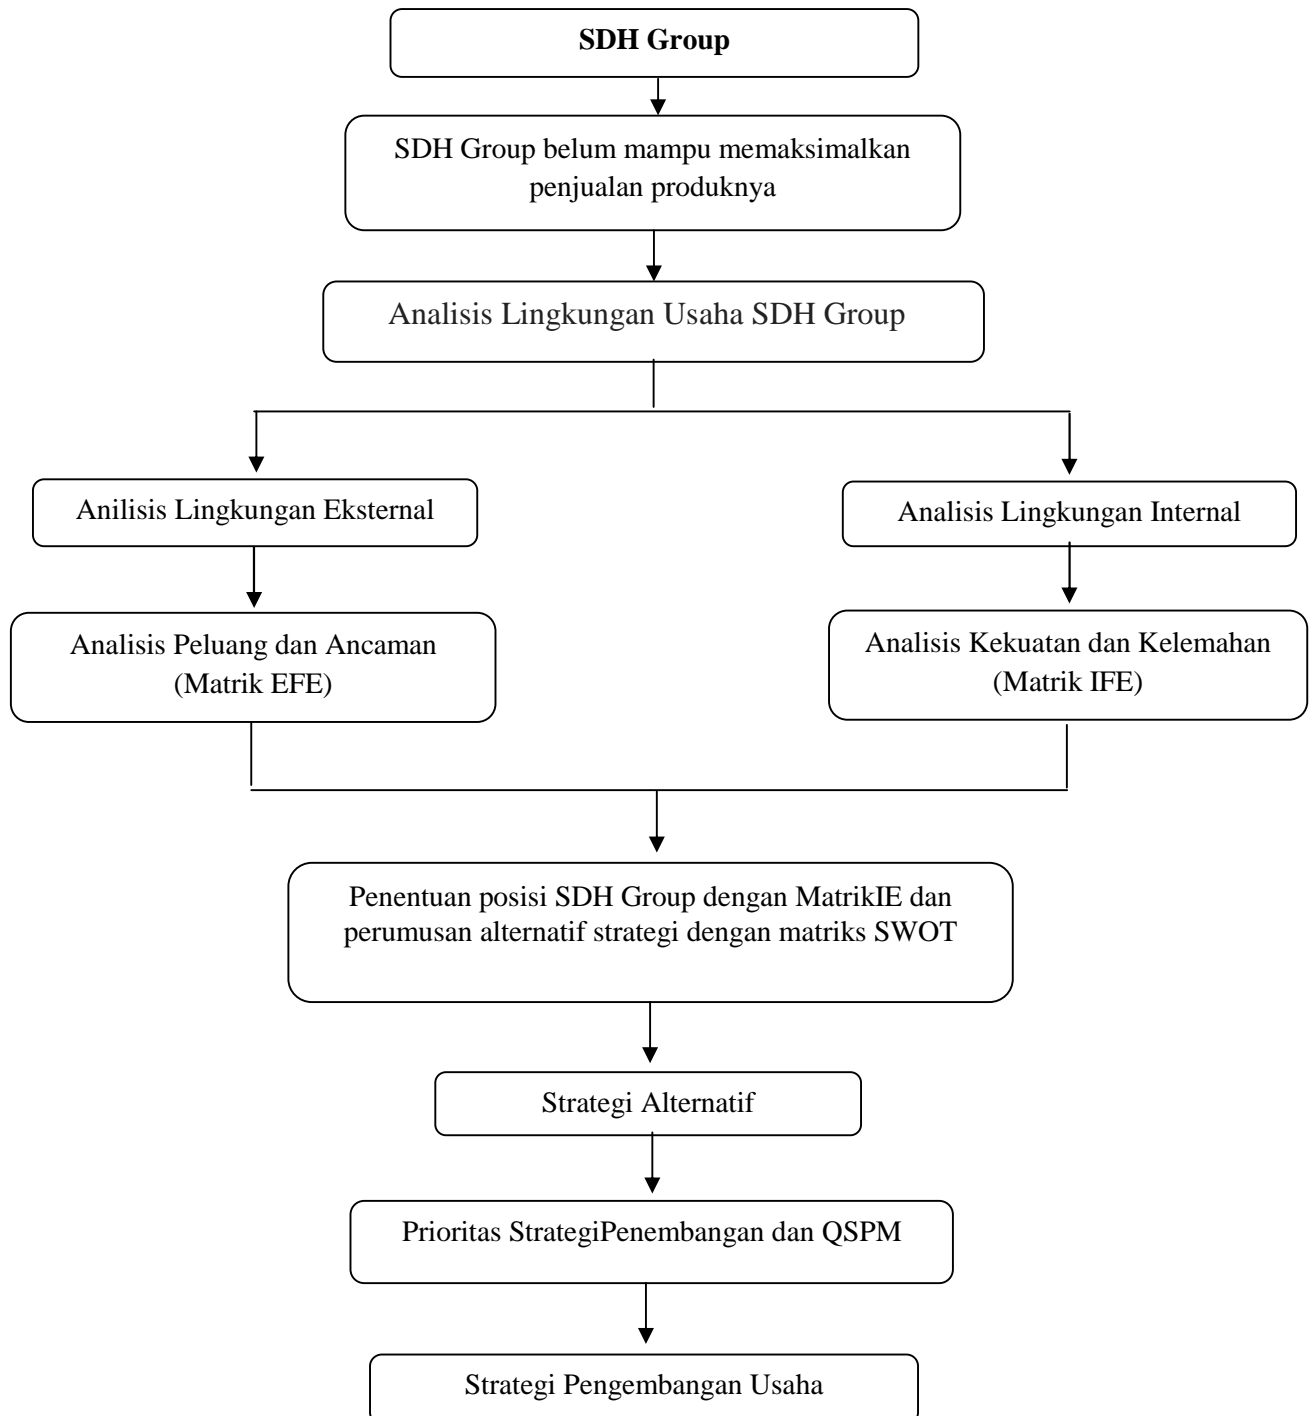 SDH Group
SDH Group belum mampu memaksimalkan
penjualan produknya
Analisis Lingkungan Usaha SDH Group
Anilisis Lingkungan Eksternal
Analisis Lingkungan Internal
Analisis Peluang dan Ancaman
(Matrik EFE)
Analisis Kekuatan dan Kelemahan
(Matrik IFE)
Penentuan posisi SDH Group dengan MatrikIE dan
perumusan alternatif strategi dengan matriks SWOT
Strategi Alternatif
Prioritas StrategiPenembangan dan QSPM
Strategi Pengembangan Usaha